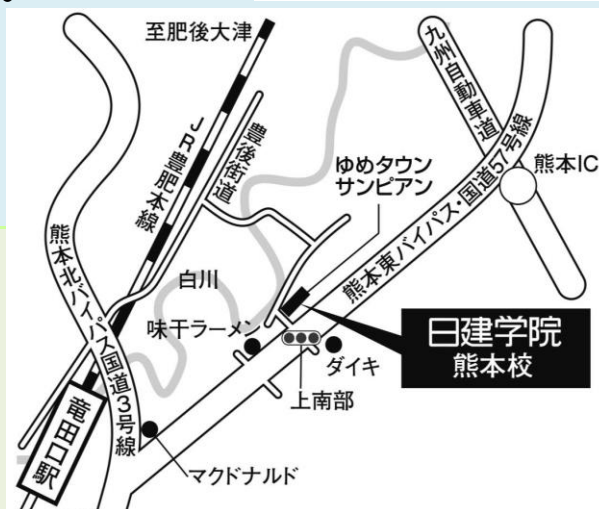 至肥後大津
JR豊肥本線
豊後街道
九州自動車道
ゆめタウン
サンピアン
熊本IC
熊本東バイパス・国道57号線
熊本北バイパス国道3号線
白川
味千ラーメン
日建学院
熊本校
ダイキ
上南部
竜田口駅
マクドナルド